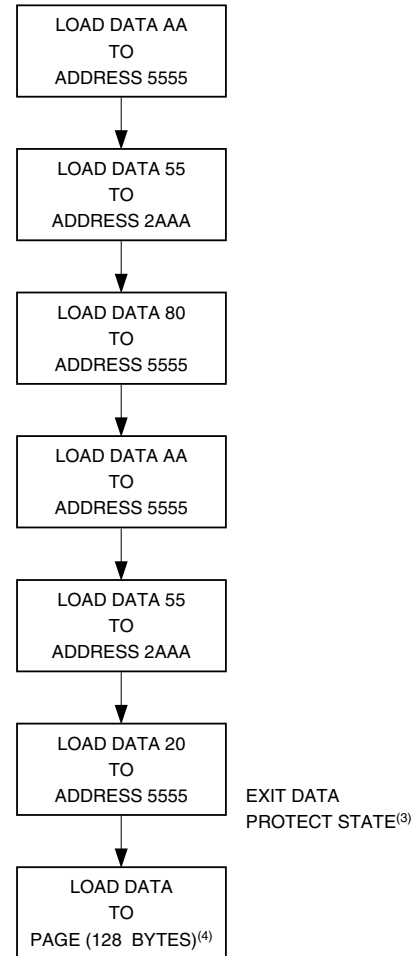 LOAD DATA AA
TO
ADDRESS 5555
LOAD DATA 55
TO
ADDRESS 2AAA
LOAD DATA 80
TO
ADDRESS 5555
LOAD DATA AA
TO
ADDRESS 5555
LOAD DATA 55
TO
ADDRESS 2AAA
LOAD DATA 20
TO
ADDRESS 5555
EXIT DATA
PROTECT STATE(3)
LOAD DATA
TO
PAGE (128 BYTES)(4)